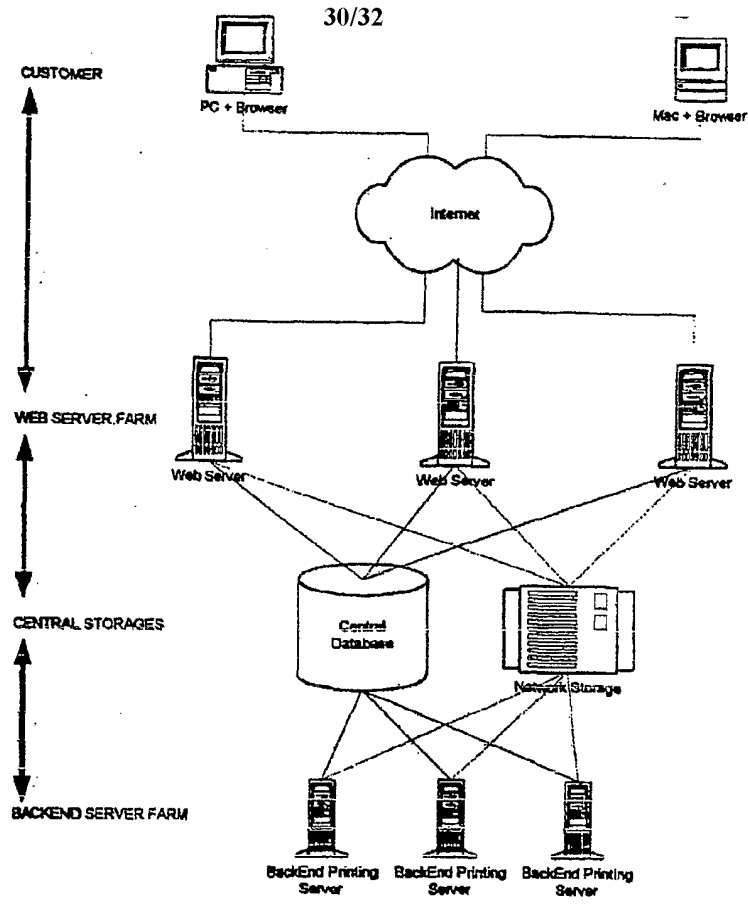 30/32
CUSTOMER
PC + Browser
Mac + Browser
Internet
WEB SERVER FARM
Web Server
Web Server
Web Server
CENTRAL STORAGES
Central
Database
Network Storage
BACKEND SERVER FARM
BackEnd Printing
Server
BackEnd Printing
Server
BackEnd Printing
Server